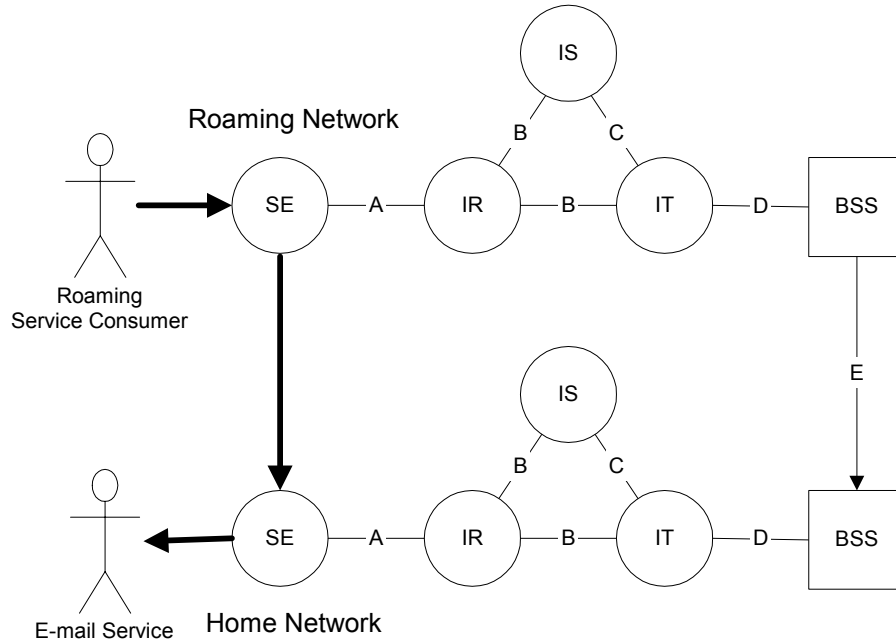 IS
Roaming Network
B
C
SE
A
IR
B
IT
D
BSS
Roaming
Service Consumer
E
IS
B
C
SE
A
IR
B
IT
D
BSS
E-mail Service
Home Network